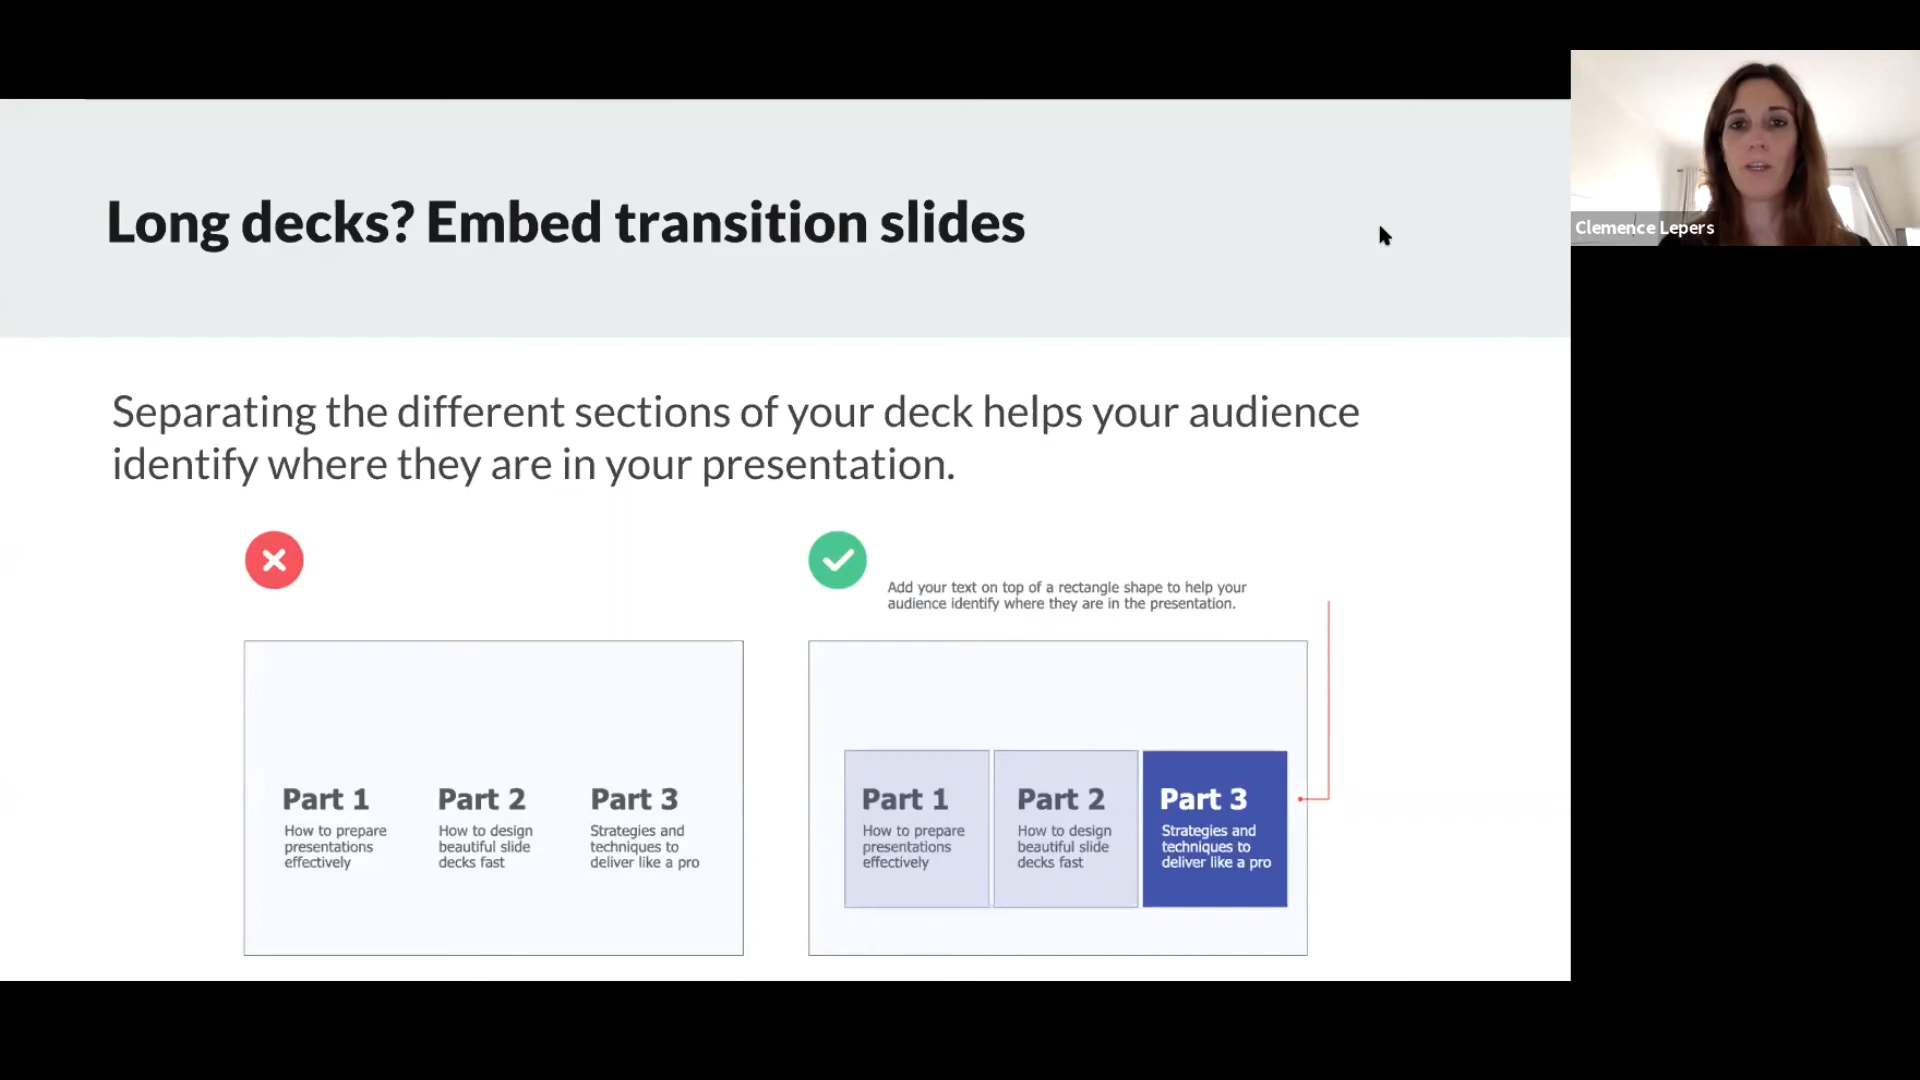 Long decks? Embed transition slides
Clemence Lepers
Separating the different sections of your deck helps your audience
identify where they are in your presentation.
Add your text on top of a rectangle shape to help your
audience identify where they are in the presentation.
Part 1
How to prepare
presentations
effectively
Part 2
How to design
beautiful slide
decks fast
Part 3
Strategies and
techniques to
deliver like a pro
Part 1
How to prepare
presentations
effectively
Part 2
How to design
beautiful slide
decks fast
Part 3
Strategies and
techniques to
deliver like a pro